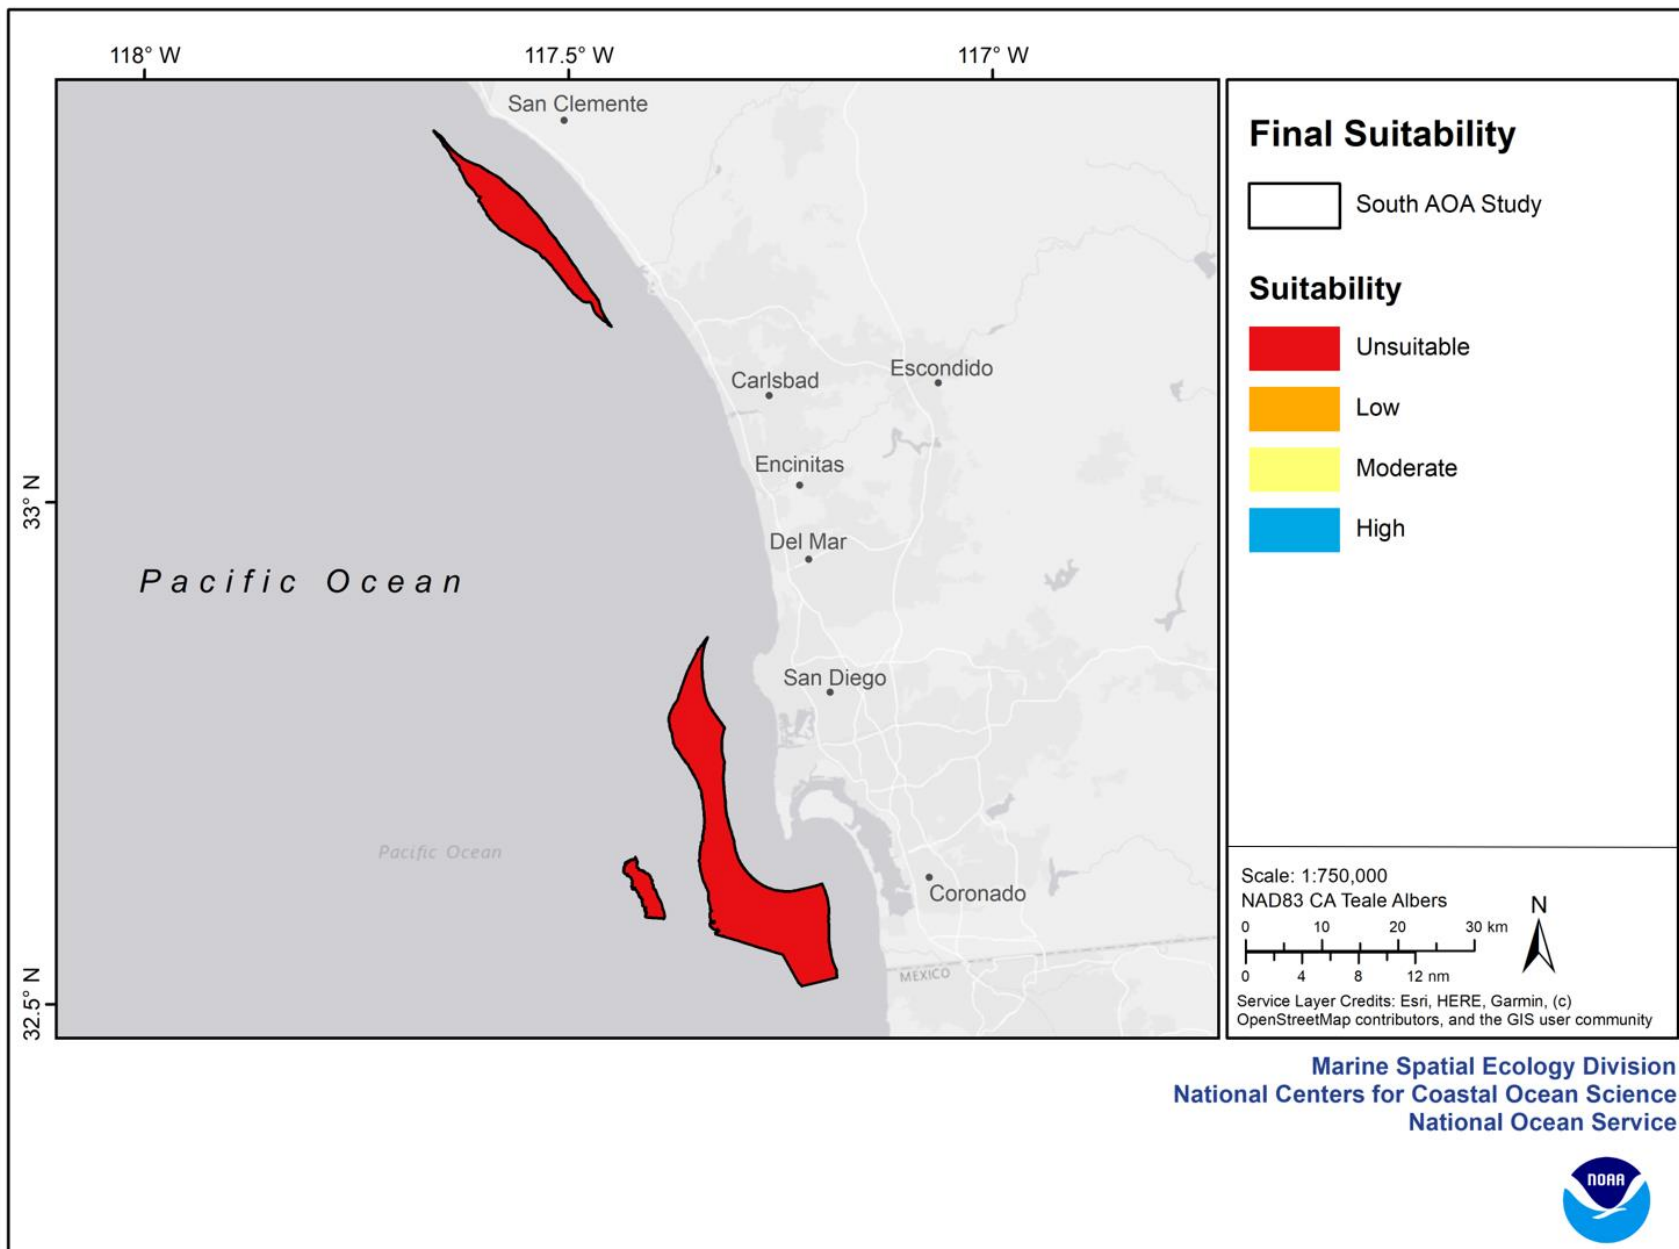 118° W
117.5° W
117° W
San Clemente
Carlsbad
Escondido
Encinitas
33° N
Del Mar
Pacific Ocean
San Diego
Pacific Ocean
Coronado
MEXICO
32.5° N
Final Suitability
South AOA Study
Suitability
Unsuitable
Low
Moderate
High
Scale: 1:750,000
NAD83 CA Teale Albers
N
0 10 20 30 km
0 4 8 12 nm
Service Layer Credits: Esri, HERE, Garmin, (c)
OpenStreetMap contributors, and the GIS user community
Marine Spatial Ecology Division
National Centers for Coastal Ocean Science
National Ocean Service
NOAA